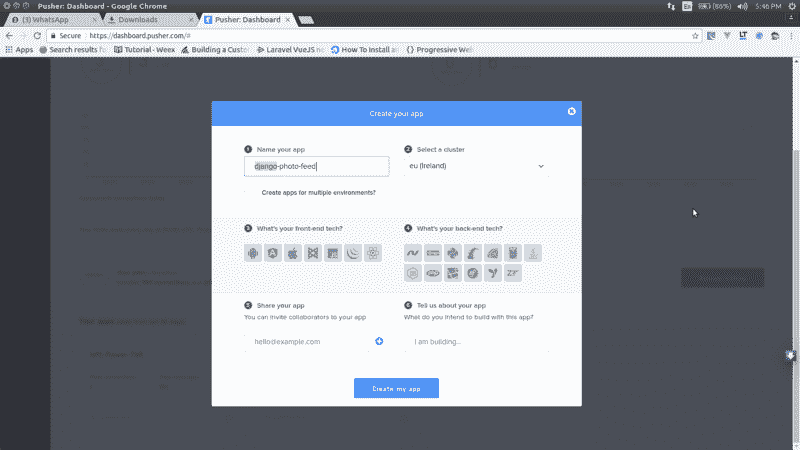 Pusher: Dashboard - Google Chrome
En
(86%)
5:46 PM
(3) WhatsApp
Downloads
Pusher: Dashboard
Secure
https://dashboard.pusher.com/#
Apps
Search results for
Tutorial - Weex
Building a Custo
Laravel VueJS no
How To Install an
Progressive Web
Create your app
1 Name your app
2 Select a cluster
django-photo-feed
eu (Ireland)
Create apps for multiple environments?
3 What's your front-end tech?
4 What's your back-end tech?
5 Share your app
6 Tell us about your app
You can invite collaborators to your app
What do you intend to build with this app?
hello@example.com
I am building...
Create my app